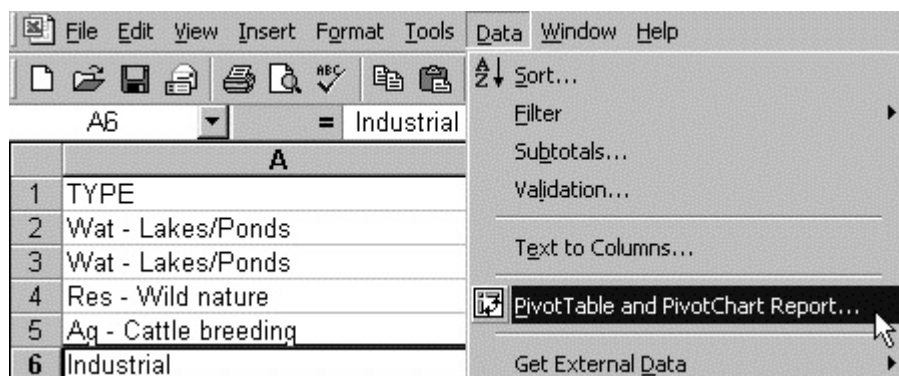 File Edit View Insert Format Tools Data Window Help
ABC
A6 = Industrial
A
1 TYPE
2 Wat - Lakes/Ponds
3 Wat - Lakes/Ponds
4 Res - Wild nature
5 Ag - Cattle breeding
6 Industrial
A
Z
Sort...
Filter
Subtotals...
Validation...
Text to Columns...
PivotTable and PivotChart Report...
Get External Data